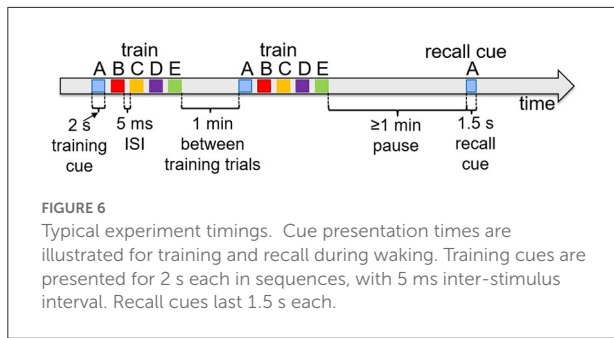 train train recall cue
A B C D E A B C D E A
time
2 s 5 ms 1 min ≥1 min 1.5 s
training ISI between pause recall
cue training trials cue
FIGURE 6
Typical experiment timings. Cue presentation times are
illustrated for training and recall during waking. Training cues are
presented for 2 s each in sequences, with 5 ms inter-stimulus
interval. Recall cues last 1.5 s each.